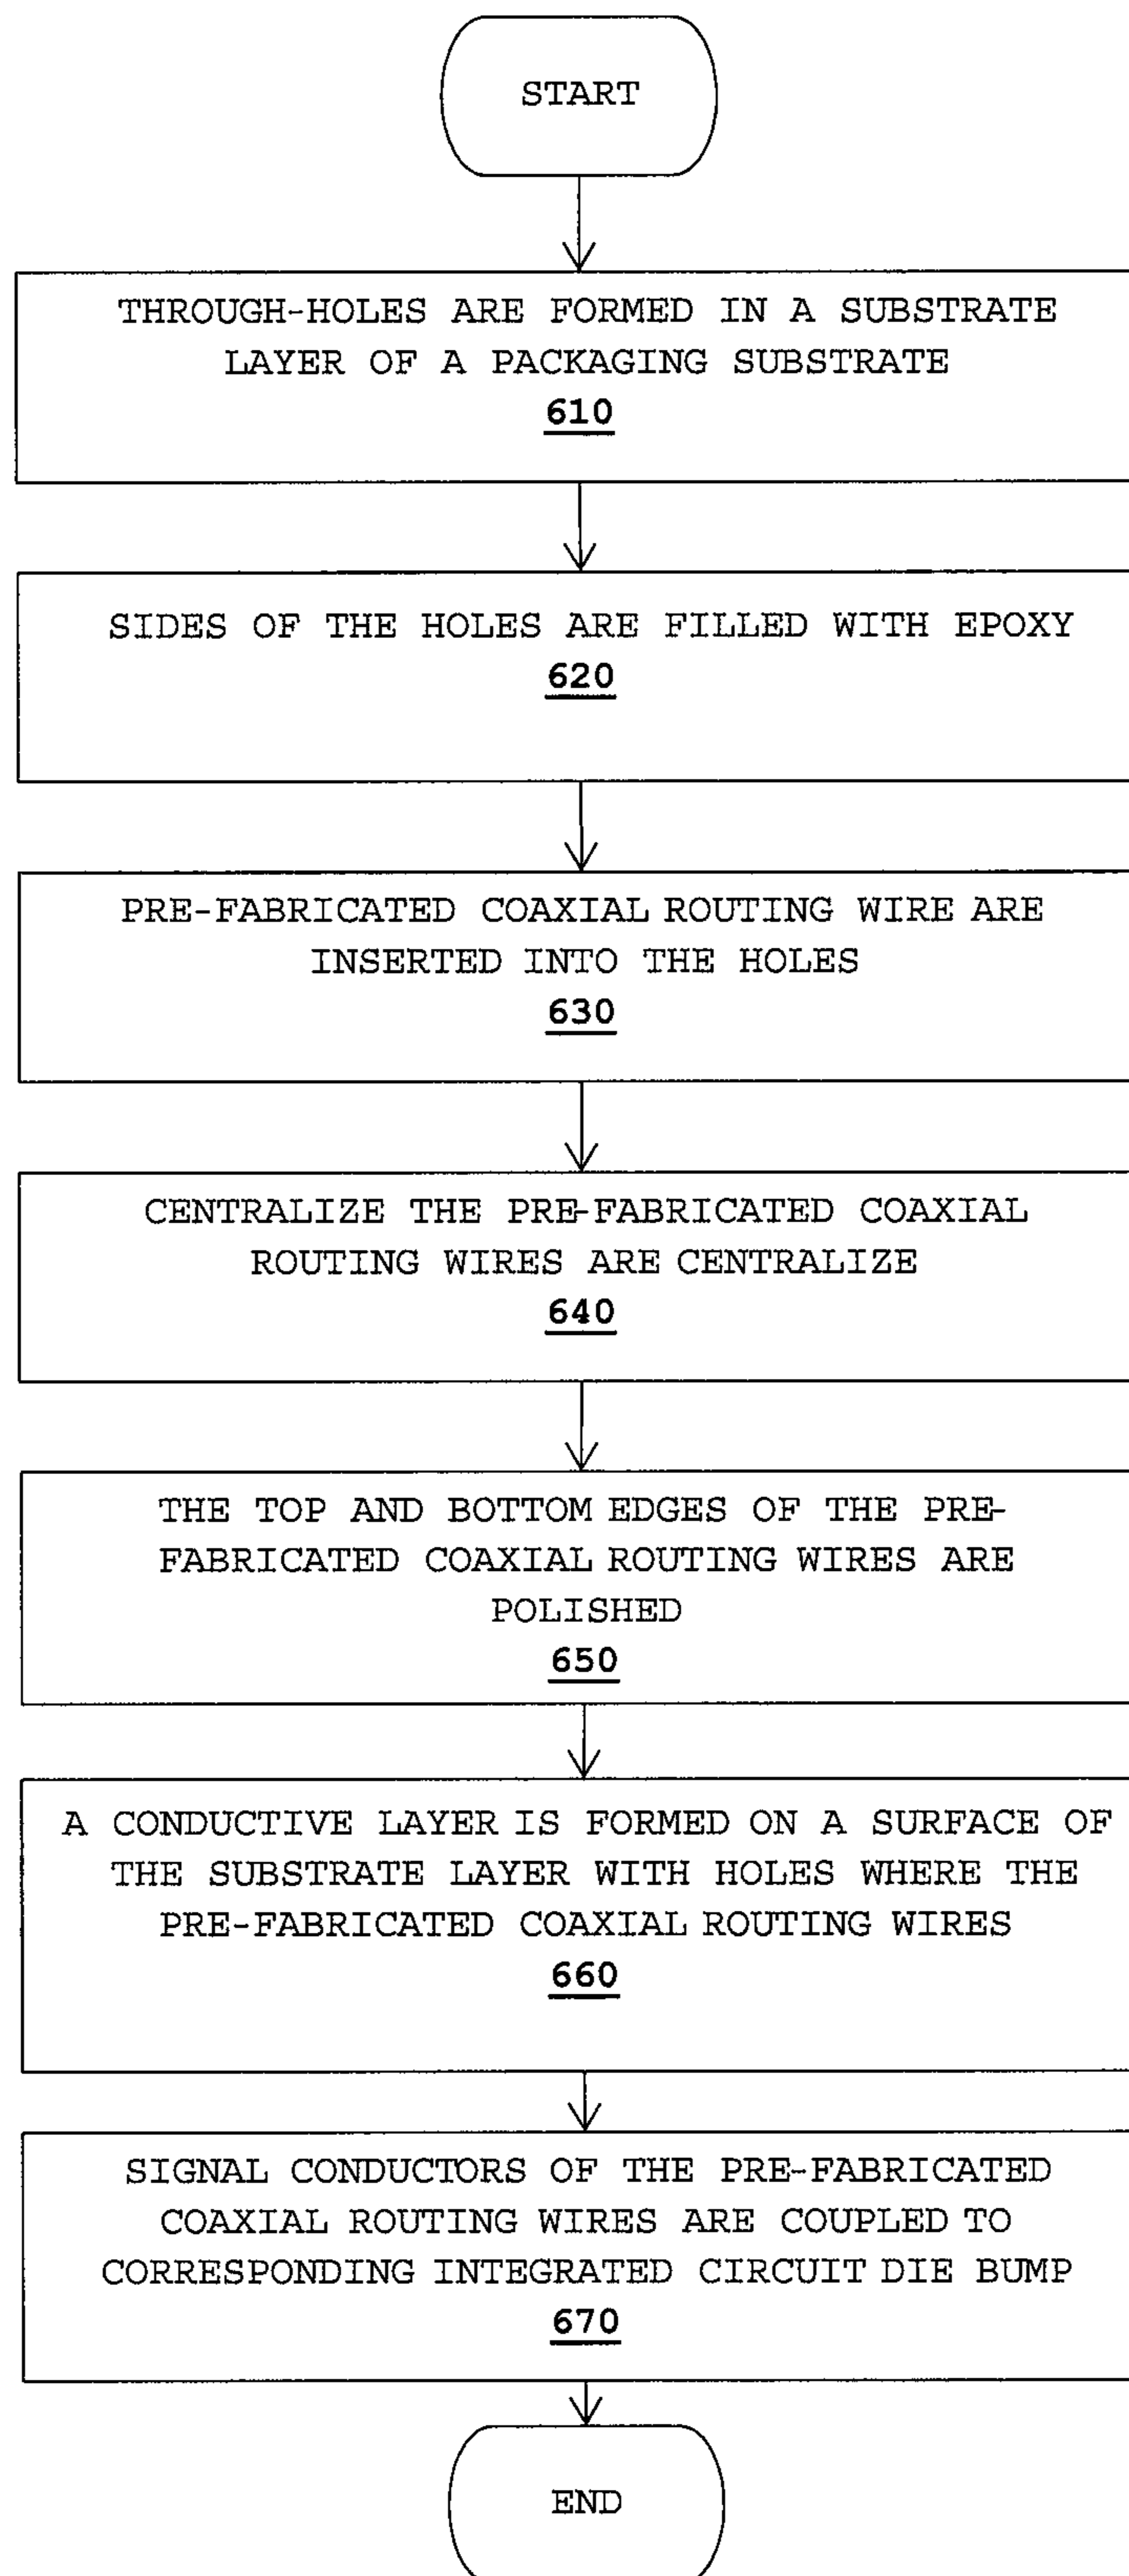 START
THROUGH-HOLES ARE FORMED IN A SUBSTRATE
LAYER OF A PACKAGING SUBSTRATE
610
SIDES OF THE HOLES ARE FILLED WITH EPOXY
620
PRE-FABRICATED COAXIAL ROUTING WIRE ARE
INSERTED INTO THE HOLES
630
CENTRALIZE THE PRE-FABRICATED COAXIAL
ROUTING WIRES ARE CENTRALIZE
640
THE TOP AND BOTTOM EDGES OF THE PRE-
FABRICATED COAXIAL ROUTING WIRES ARE
POLISHED
650
A CONDUCTIVE LAYER IS FORMED ON A SURFACE OF
THE SUBSTRATE LAYER WITH HOLES WHERE THE
PRE-FABRICATED COAXIAL ROUTING WIRES
660
SIGNAL CONDUCTORS OF THE PRE-FABRICATED
COAXIAL ROUTING WIRES ARE COUPLED TO
CORRESPONDING INTEGRATED CIRCUIT DIE BUMP
670
END